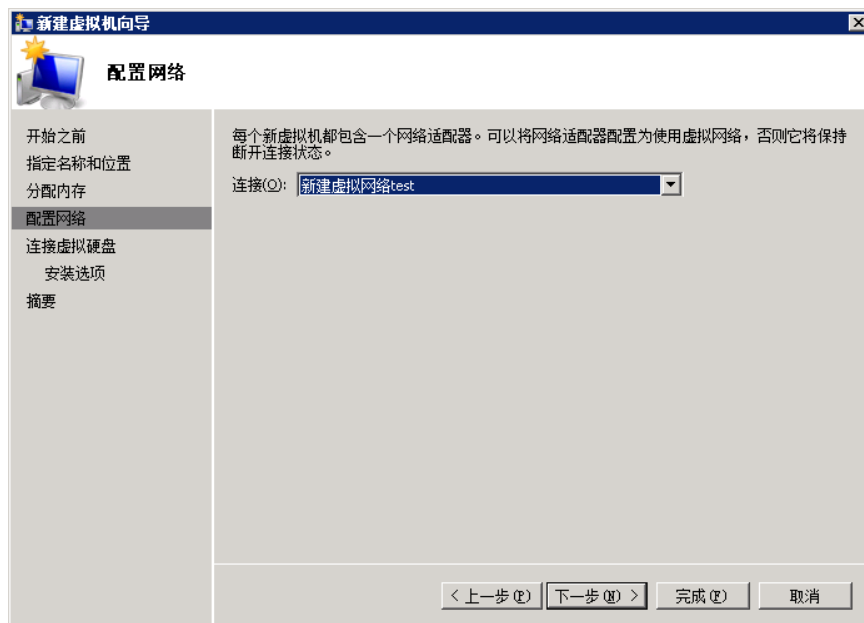 新建虚拟机向导
配置网络
开始之前
指定名称和位置
分配内存
配置网络
连接虚拟硬盘
安装选项
摘要
每个新虚拟机都包含一个网络适配器。可以将网络适配器配置为使用虚拟网络，否则它将保持
断开连接状态。
连接(O): 新建虚拟网络test
< 上一步(P) 下一步(N) > 完成(F) 取消